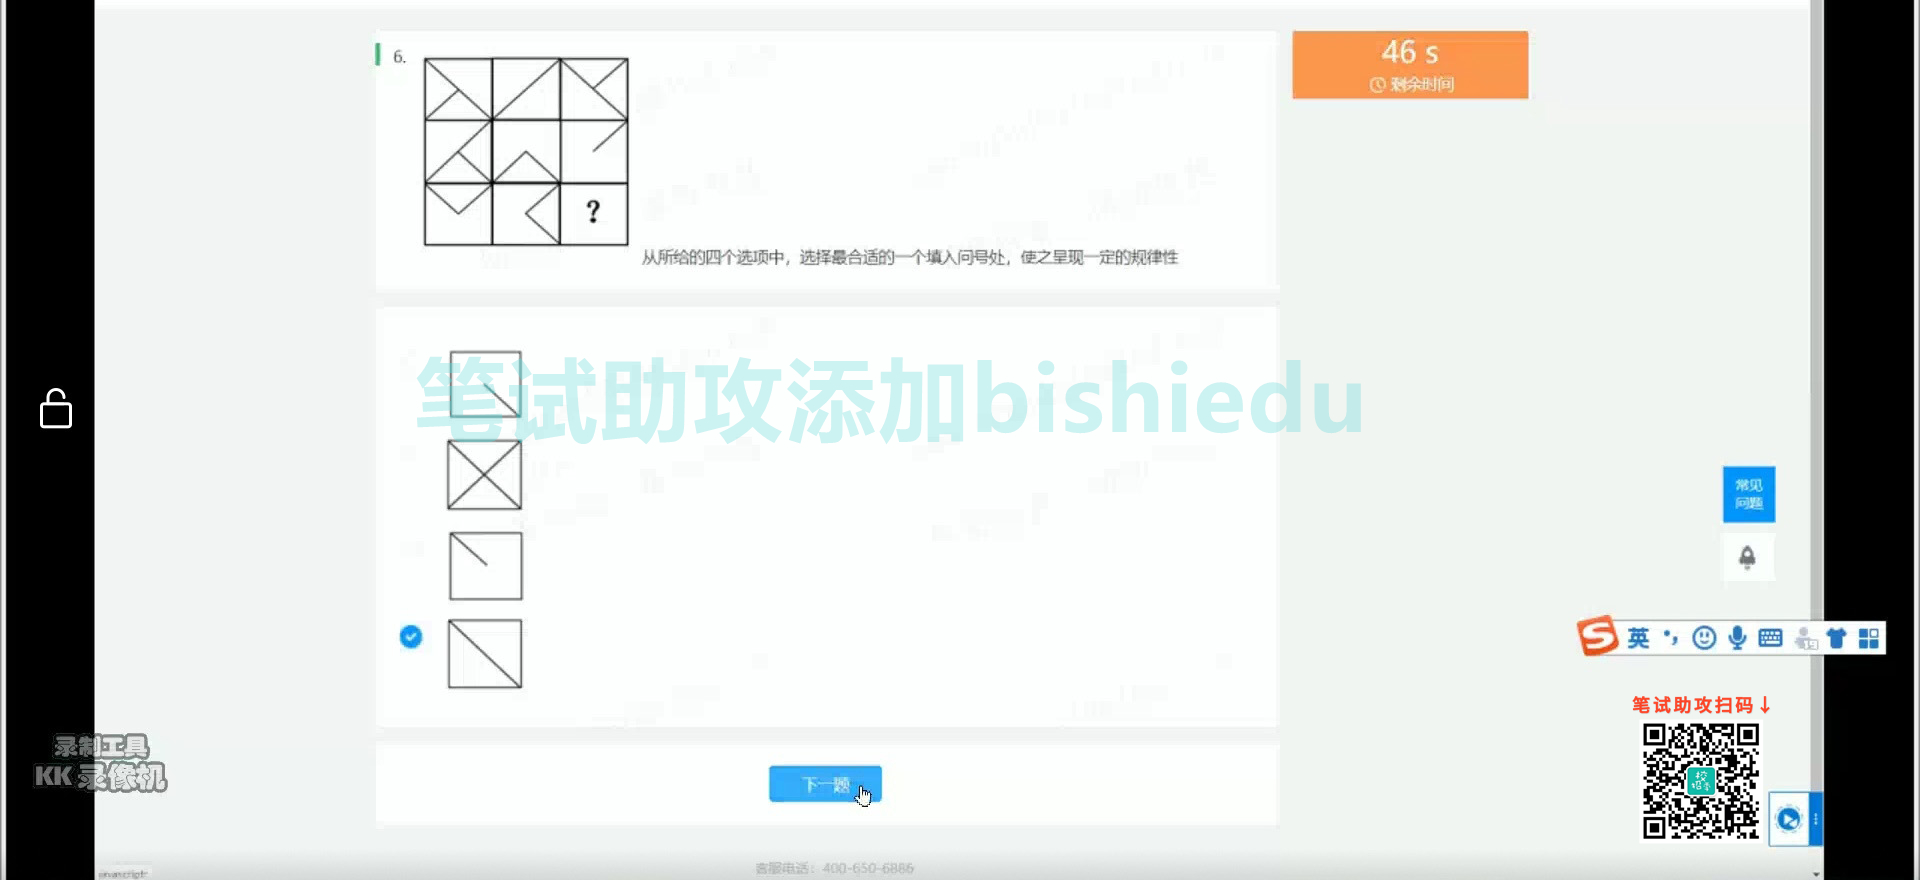 6.
46 s
剩余时间
?
从所给的四个选项中，选择最合适的一个填入问号处，使之呈现一定的规律性
笔试助攻添加bishiedu
常见
问题
英
笔试助攻扫码↓
录制工具
KK 录像机
下一题
客服电话：400-650-6886
javascript: